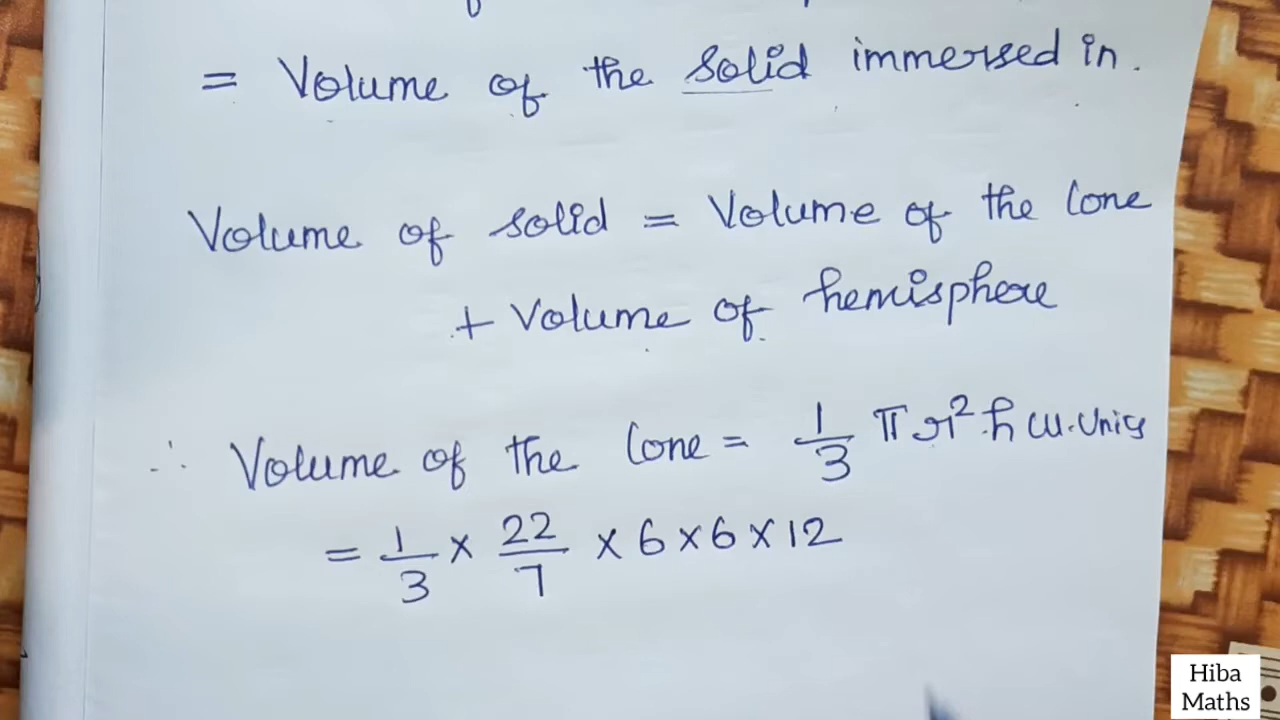 = Volume of the Solid immersed in.
Volume of solid = Volume of the Cone
+ Volume of hemisphere
∴ Volume of the Cone = 1/3 π r² h cu. units
= 1/3 × 22/7 × 6 × 6 × 12
Hiba
Maths